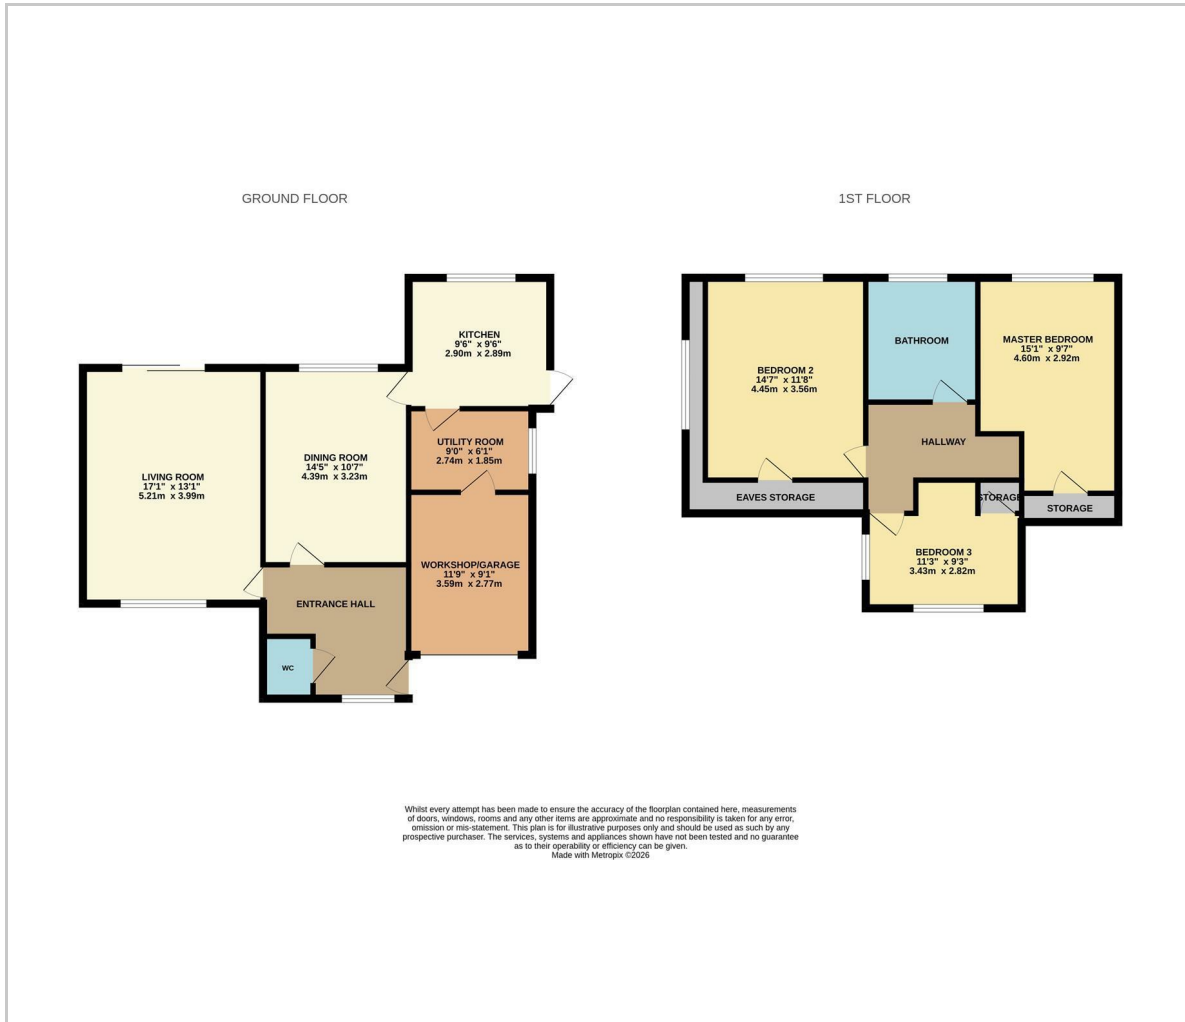 GROUND FLOOR
KITCHEN
9'6" x 9'6"
2.90m x 2.89m
DINING ROOM
14'5" x 10'7"
4.39m x 3.23m
LIVING ROOM
17'1" x 13'1"
5.21m x 3.99m
UTILITY ROOM
9'0" x 6'1"
2.74m x 1.85m
WORKSHOP/GARAGE
11'9" x 9'1"
3.59m x 2.77m
ENTRANCE HALL
WC
1ST FLOOR
BEDROOM 2
14'7" x 11'8"
4.45m x 3.56m
BATHROOM
MASTER BEDROOM
15'1" x 9'7"
4.60m x 2.92m
HALLWAY
EAVES STORAGE
STORAGE
STORAGE
BEDROOM 3
11'3" x 9'3"
3.43m x 2.82m
Whilst every attempt has been made to ensure the accuracy of the floorplan contained here, measurements
of doors, windows, rooms and any other items are approximate and no responsibility is taken for any error,
omission or mis-statement. This plan is for illustrative purposes only and should be used as such by any
prospective purchaser. The services, systems and appliances shown have not been tested and no guarantee
as to their operability or efficiency can be given.
Made with Metropix ©2026